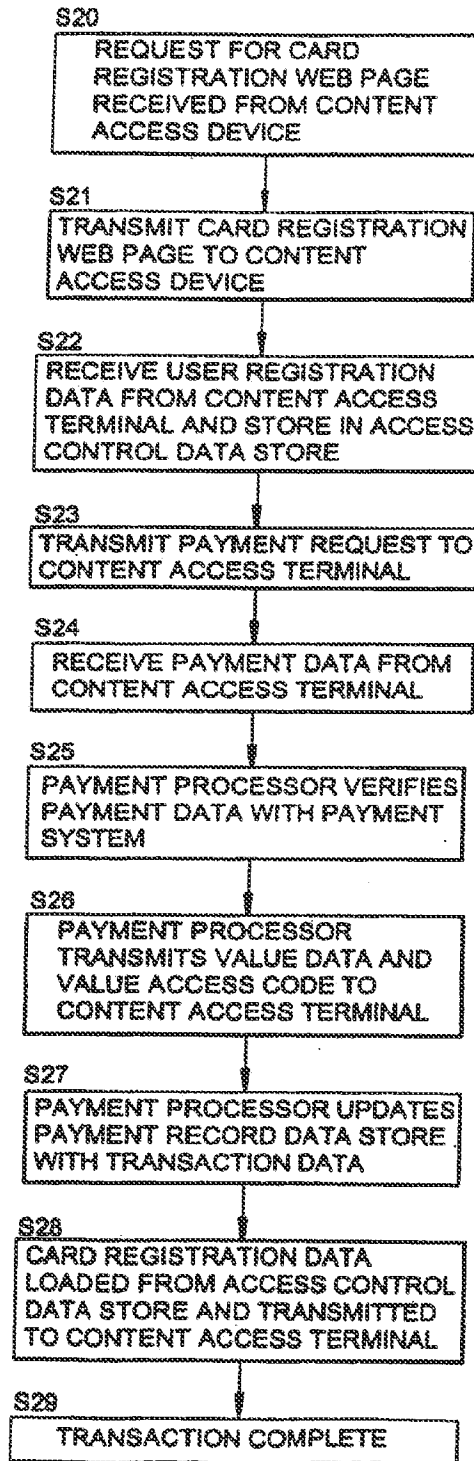 S20
REQUEST FOR CARD
REGISTRATION WEB PAGE
RECEIVED FROM CONTENT
ACCESS DEVICE
S21
TRANSMIT CARD REGISTRATION
WEB PAGE TO CONTENT
ACCESS DEVICE
S22
RECEIVE USER REGISTRATION
DATA FROM CONTENT ACCESS
TERMINAL AND STORE IN ACCESS
CONTROL DATA STORE
S23
TRANSMIT PAYMENT REQUEST TO
CONTENT ACCESS TERMINAL
S24
RECEIVE PAYMENT DATA FROM
CONTENT ACCESS TERMINAL
S25
PAYMENT PROCESSOR VERIFIES
PAYMENT DATA WITH PAYMENT
SYSTEM
S26
PAYMENT PROCESSOR
TRANSMITS VALUE DATA AND
VALUE ACCESS CODE TO
CONTENT ACCESS TERMINAL
S27
PAYMENT PROCESSOR UPDATES
PAYMENT RECORD DATA STORE
WITH TRANSACTION DATA
S28
CARD REGISTRATION DATA
LOADED FROM ACCESS CONTROL
DATA STORE AND TRANSMITTED
TO CONTENT ACCESS TERMINAL
S29
TRANSACTION COMPLETE